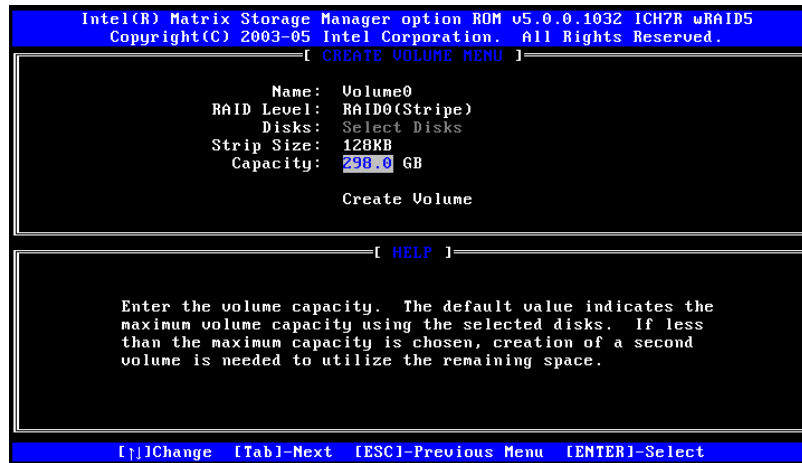 Intel(R) Matrix Storage Manager option ROM v5.0.0.1032 ICH7R wRAID5
Copyright(C) 2003-05 Intel Corporation.  All Rights Reserved.
[ CREATE VOLUME MENU ]
Name: Volume0
RAID Level: RAID0(Stripe)
Disks: Select Disks
Strip Size: 128KB
Capacity: 298.0 GB
Create Volume
[ HELP ]
Enter the volume capacity.  The default value indicates the
maximum volume capacity using the selected disks.  If less
than the maximum capacity is chosen, creation of a second
volume is needed to utilize the remaining space.
[↑↓]Change  [Tab]-Next  [ESC]-Previous Menu  [ENTER]-Select